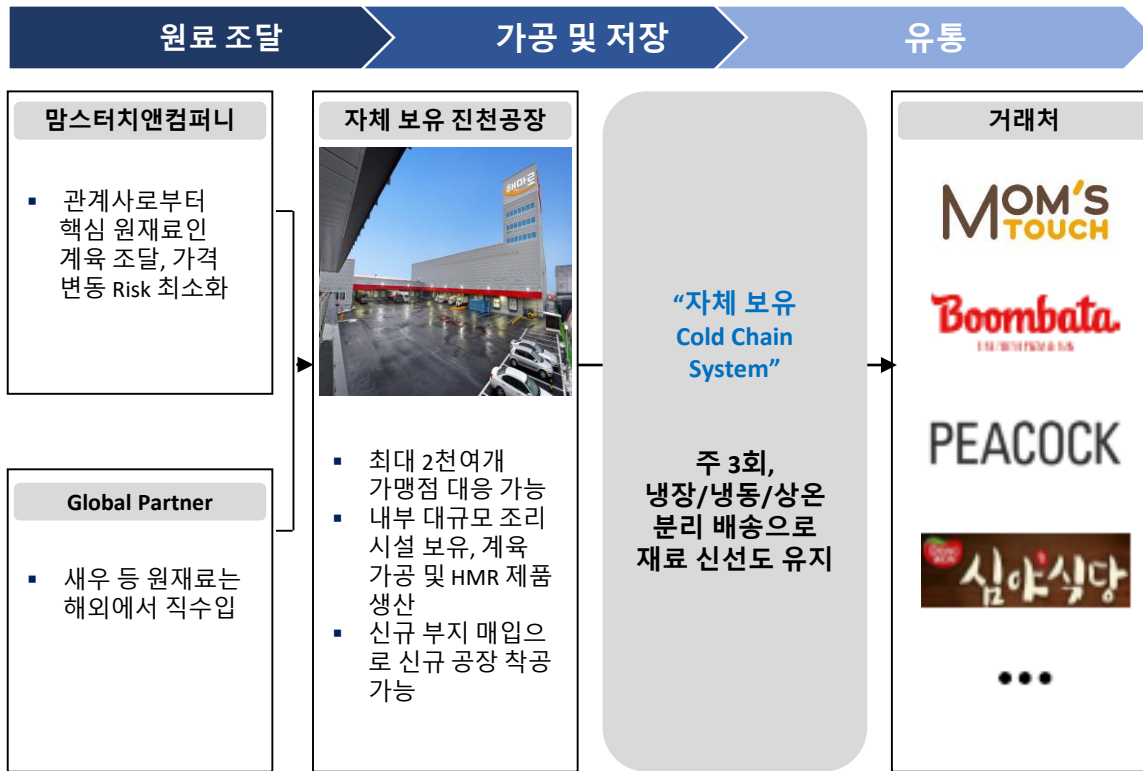 원료 조달
가공 및 저장
유통
맘스터치앤컴퍼니
▪ 관계사로부터
핵심 원재료인
계육 조달, 가격
변동 Risk 최소화
Global Partner
▪ 새우 등 원재료는
해외에서 직수입
자체 보유 진천공장
해마로
▪ 최대 2천여개
가맹점 대응 가능
▪ 내부 대규모 조리
시설 보유, 계육
가공 및 HMR 제품
생산
▪ 신규 부지 매입으
로 신규 공장 착공
가능
“자체 보유
Cold Chain
System”
주 3회,
냉장/냉동/상온
분리 배송으로
재료 신선도 유지
거래처
MOM'S
TOUCH
Boombata
PEACOCK
심야식당
•••